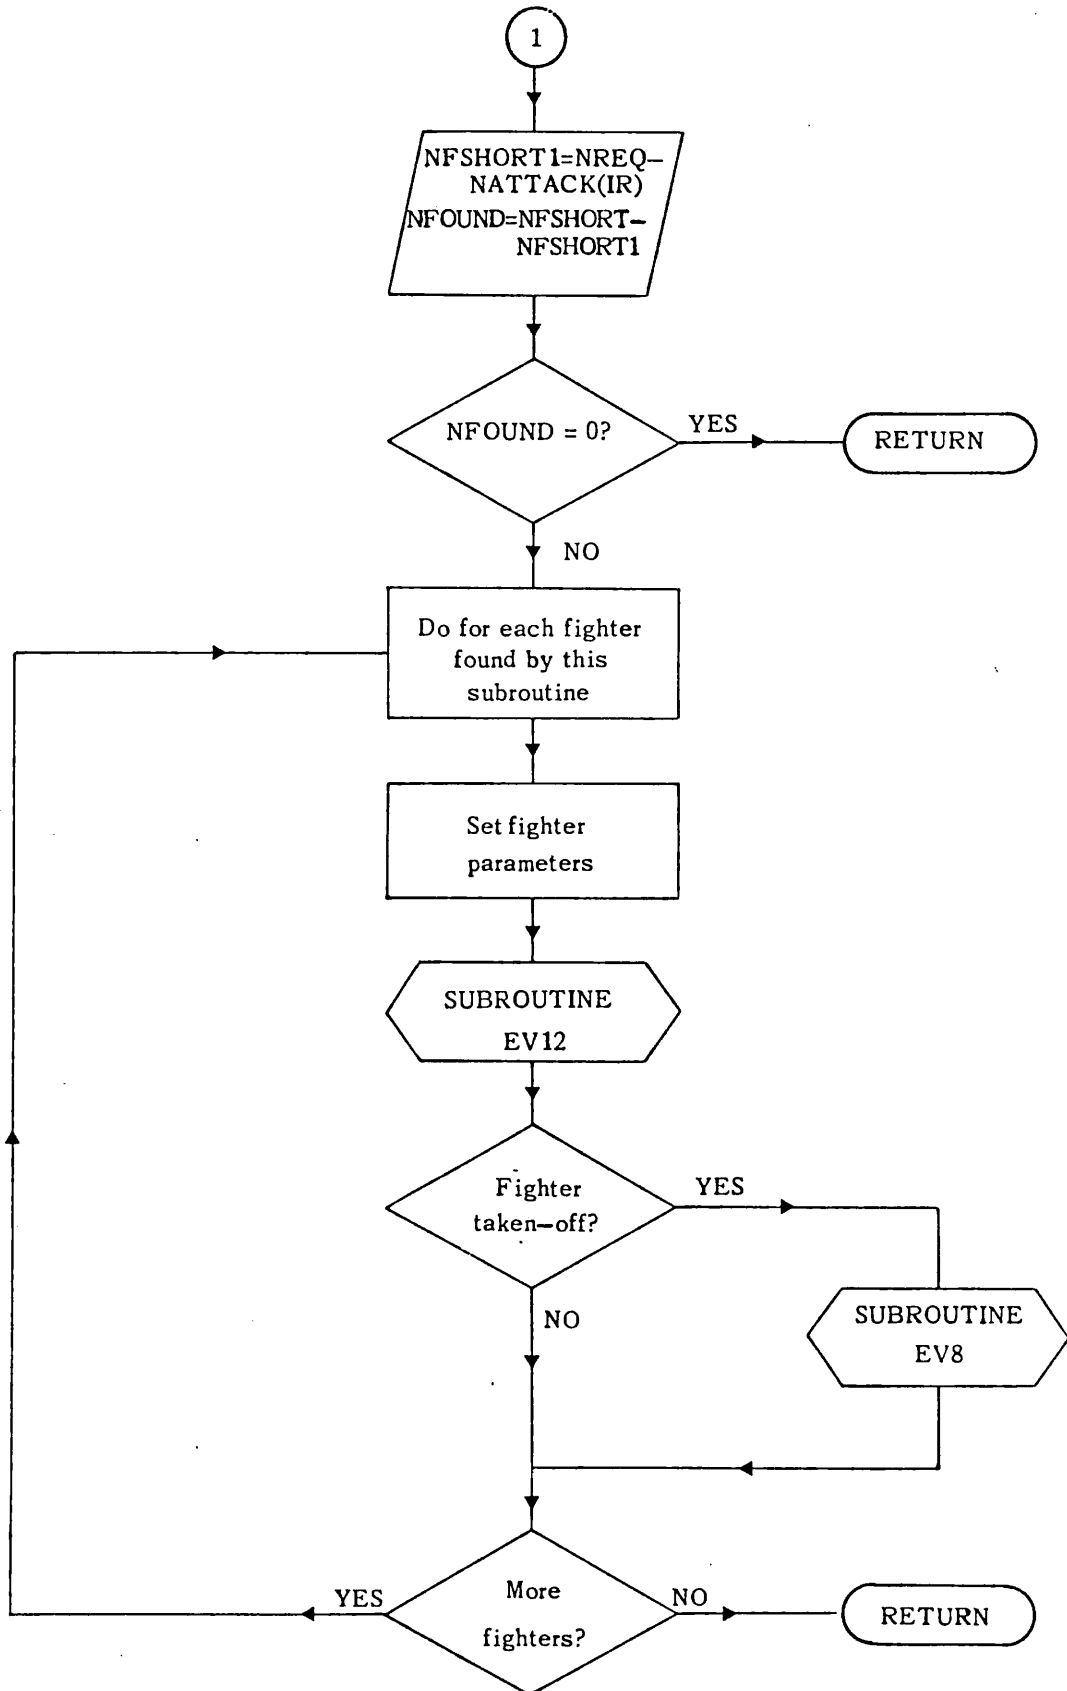 1
NFSHORT1=NREQ–
NATTACK(IR)
NFOUND=NFSHORT–
NFSHORT1
NFOUND = 0?
YES
RETURN
NO
Do for each fighter
found by this
subroutine
Set fighter
parameters
SUBROUTINE
EV12
Fighter
taken–off?
YES
NO
SUBROUTINE
EV8
More
fighters?
YES
NO
RETURN